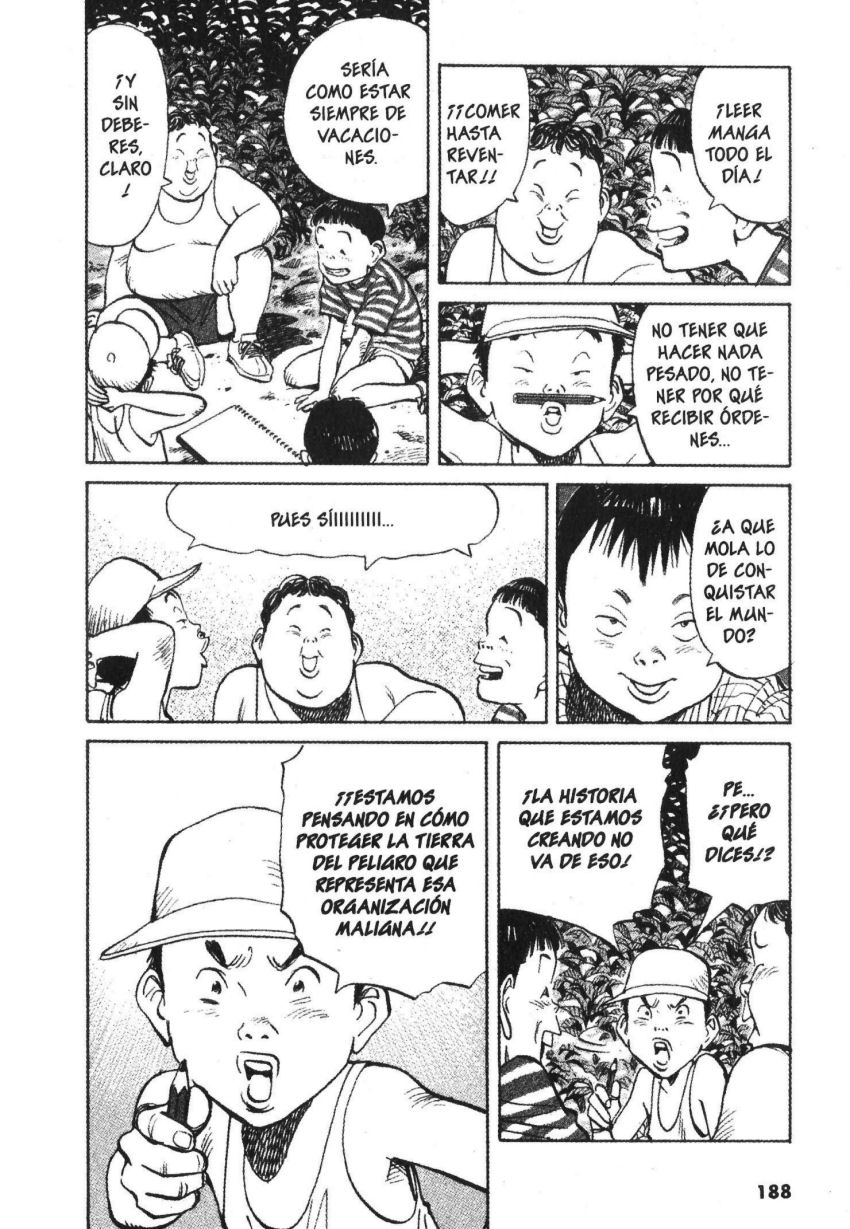 SERÍA
COMO ESTAR
SIEMPRE DE
VACACIO-
NES.
¡Y
SIN
DEBE-
RES,
CLARO
!
¡LEER
MANGA
TODO EL
DÍA!
¡¡COMER
HASTA
REVEN-
TAR!!
NO TENER QUE
HACER NADA
PESADO, NO TE-
NER POR QUÉ
RECIBIR ÓRDE-
NES...
PUES SÍIIIIIIIIII...
¿A QUE
MOLA LO
DE CON-
QUISTAR
EL MUN-
DO?
¡¡ESTAMOS
PENSANDO EN CÓMO
PROTEGER LA TIERRA
DEL PELIGRO QUE
REPRESENTA ESA
ORGANIZACIÓN
MALIGNA!!
PE...
¿¡PERO
QUÉ
DICES!?
¡LA HISTORIA
QUE ESTAMOS
CREANDO NO
VA DE ESO!
188